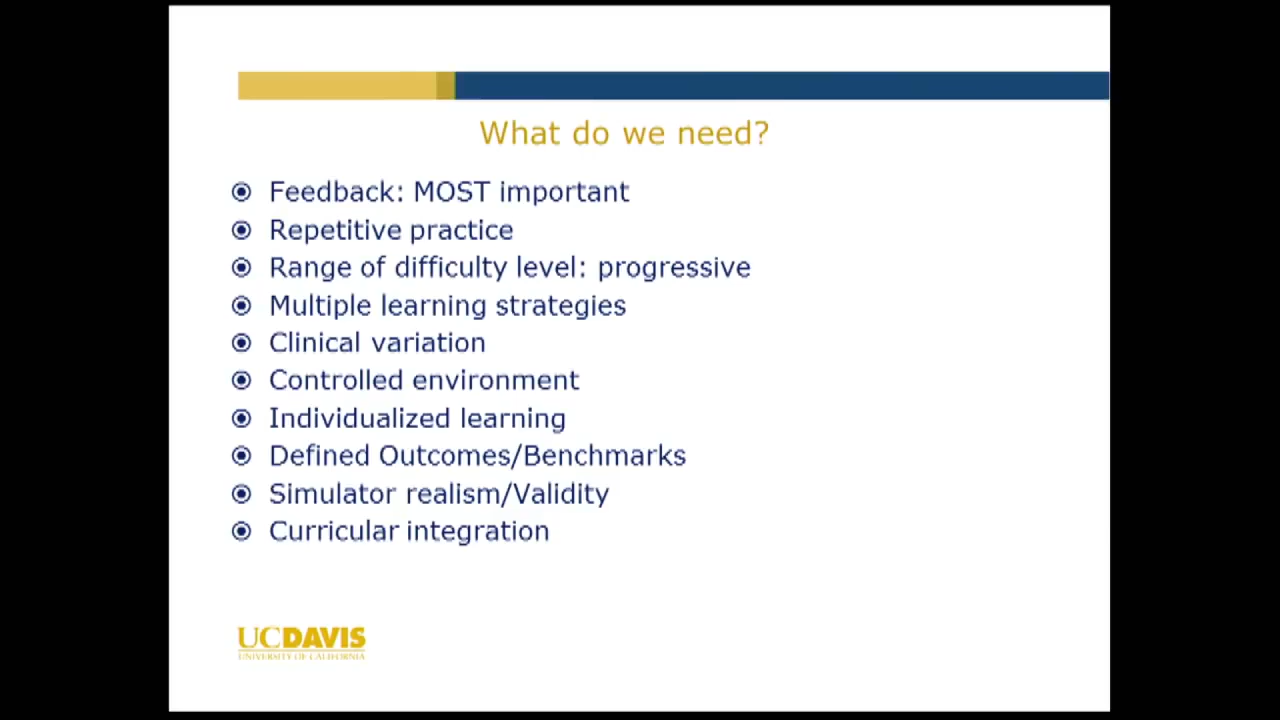 What do we need?
Feedback: MOST important
Repetitive practice
Range of difficulty level: progressive
Multiple learning strategies
Clinical variation
Controlled environment
Individualized learning
Defined Outcomes/Benchmarks
Simulator realism/Validity
Curricular integration
UCDAVIS
UNIVERSITY OF CALIFORNIA